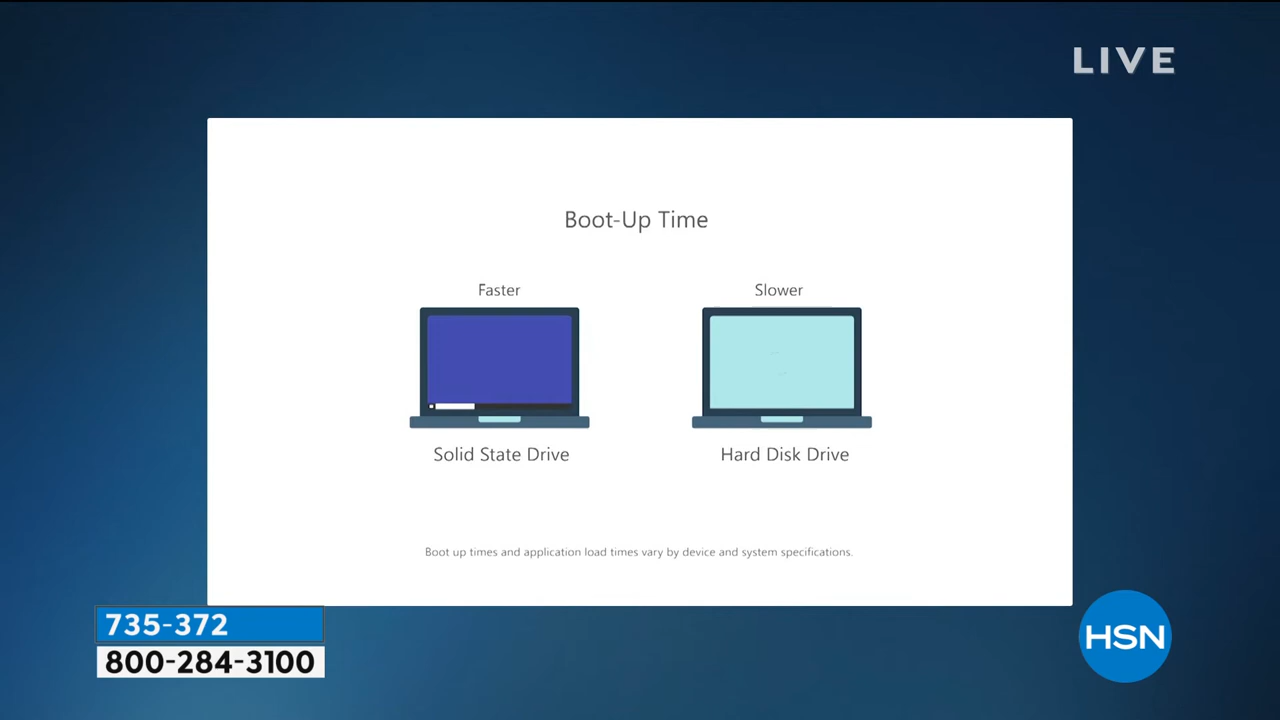 LIVE
Boot-Up Time
Faster
Slower
Solid State Drive
Hard Disk Drive
Boot up times and application load times vary by device and system specifications.
735-372
800-284-3100
HSN